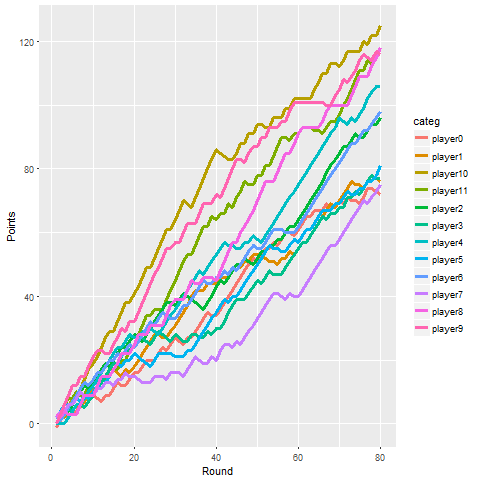 120
80
40
0
Points
0
20
40
60
80
Round
categ
player0
player1
player10
player11
player2
player3
player4
player5
player6
player7
player8
player9